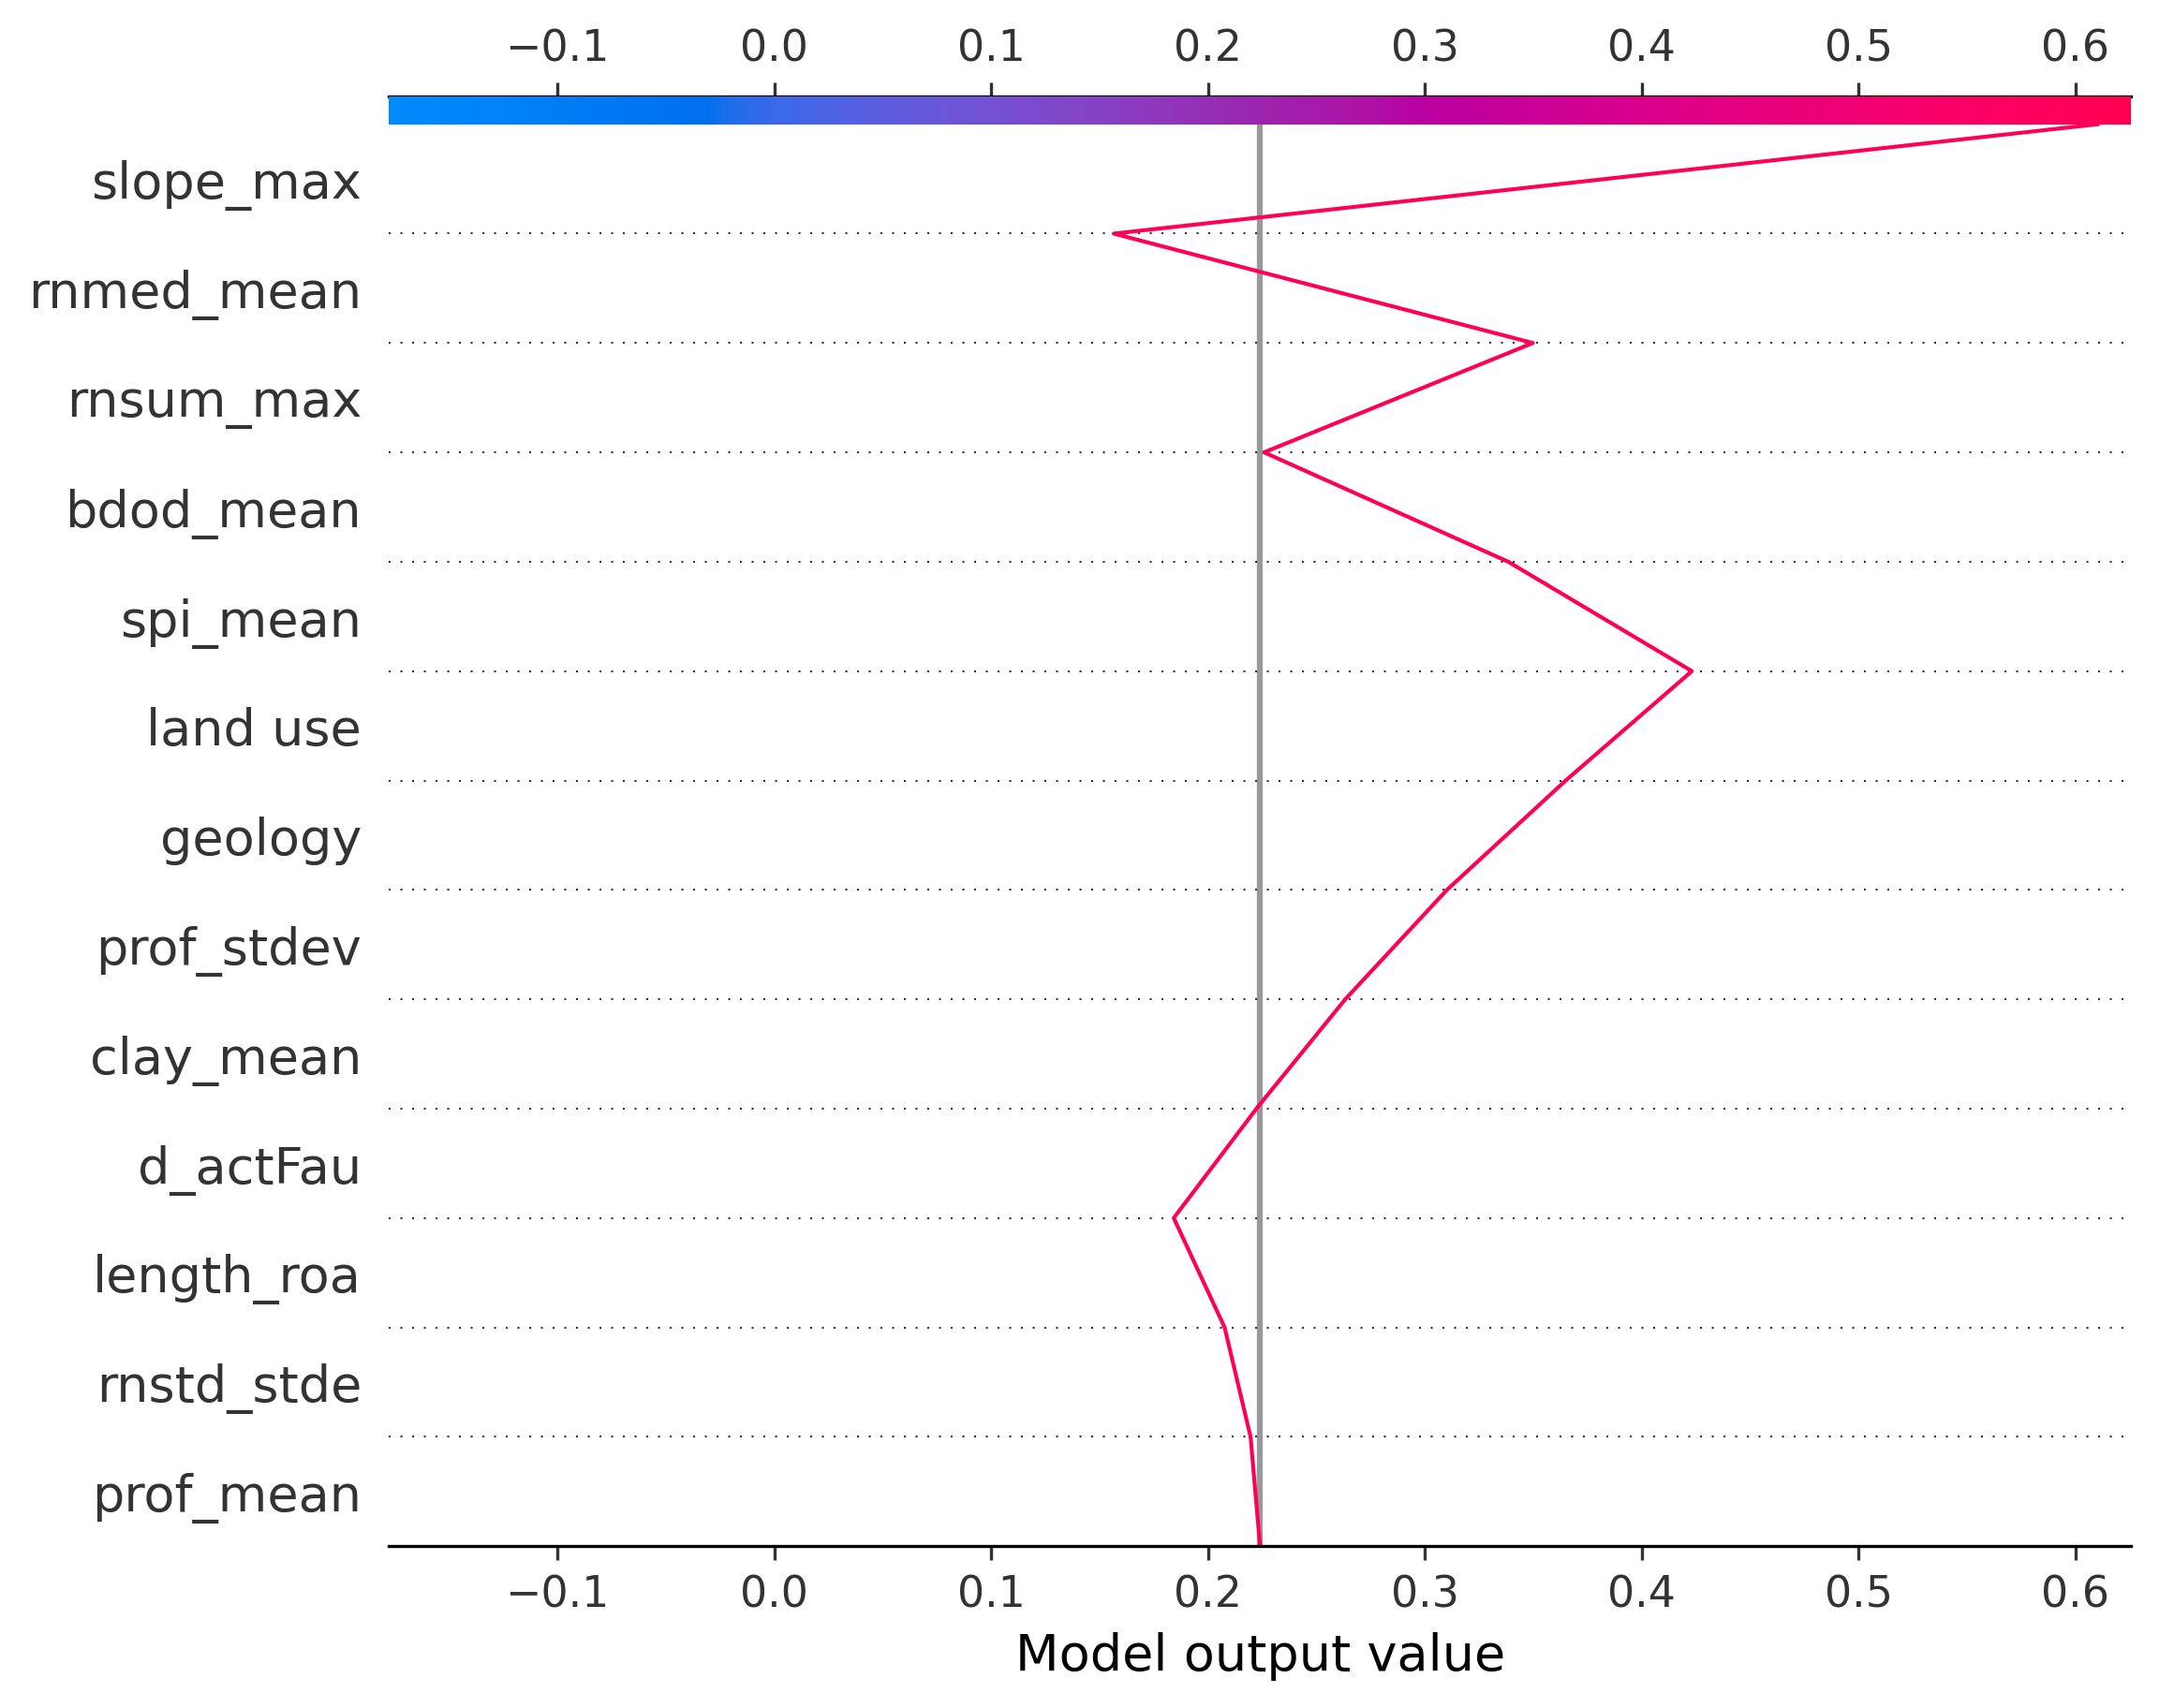 −0.1 0.0 0.1 0.2 0.3 0.4 0.5 0.6
slope_max
rnmed_mean
rnsum_max
bdod_mean
spi_mean
land use
geology
prof_stdev
clay_mean
d_actFau
length_roa
rnstd_stde
prof_mean
−0.1 0.0 0.1 0.2 0.3 0.4 0.5 0.6
Model output value